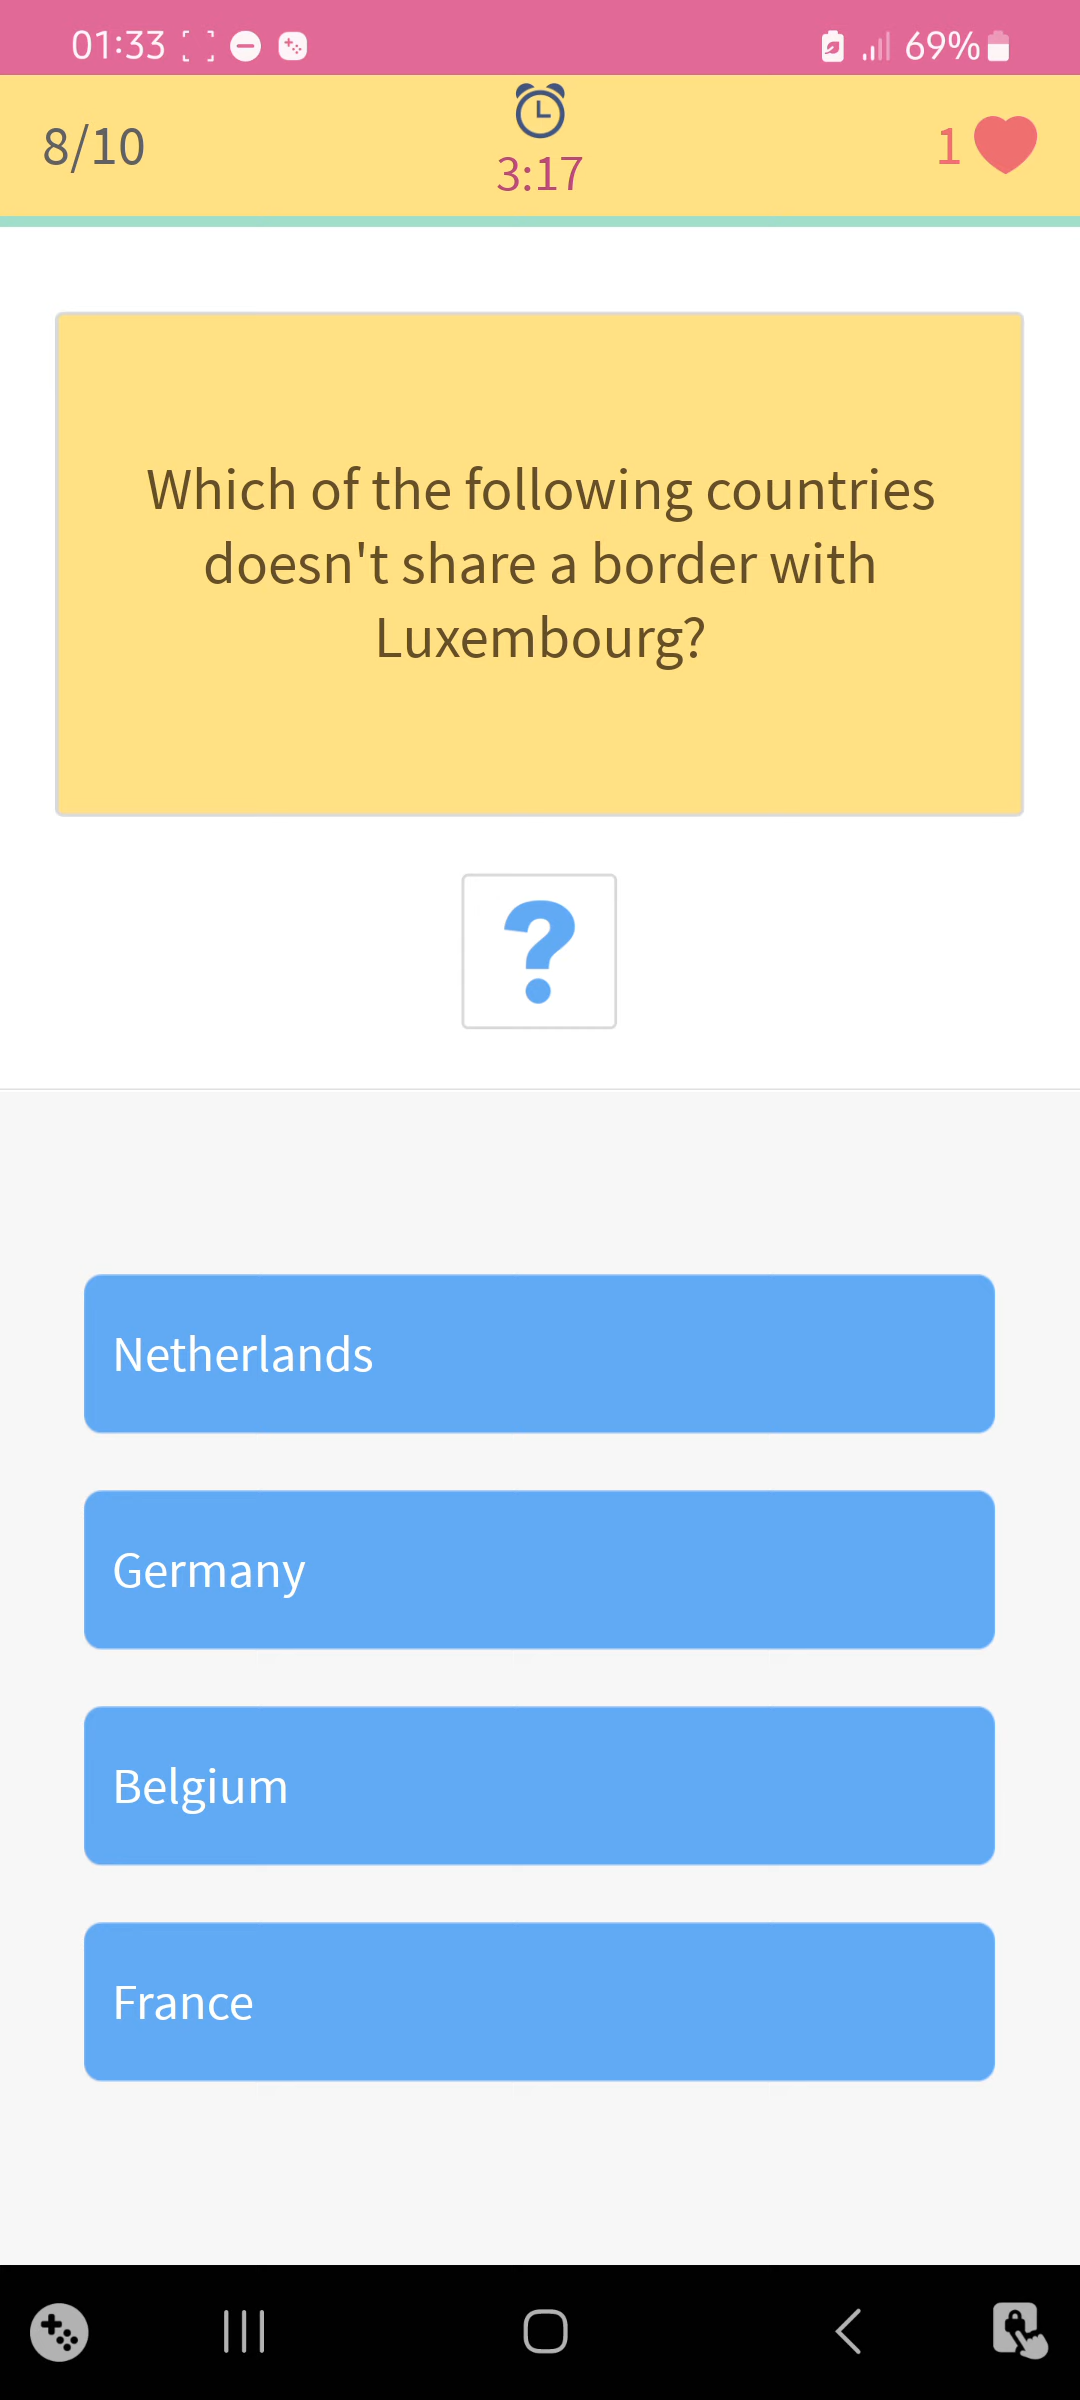 01:33
69%
8/10
3:17
1
Which of the following countries
doesn't share a border with
Luxembourg?
?
Netherlands
Germany
Belgium
France